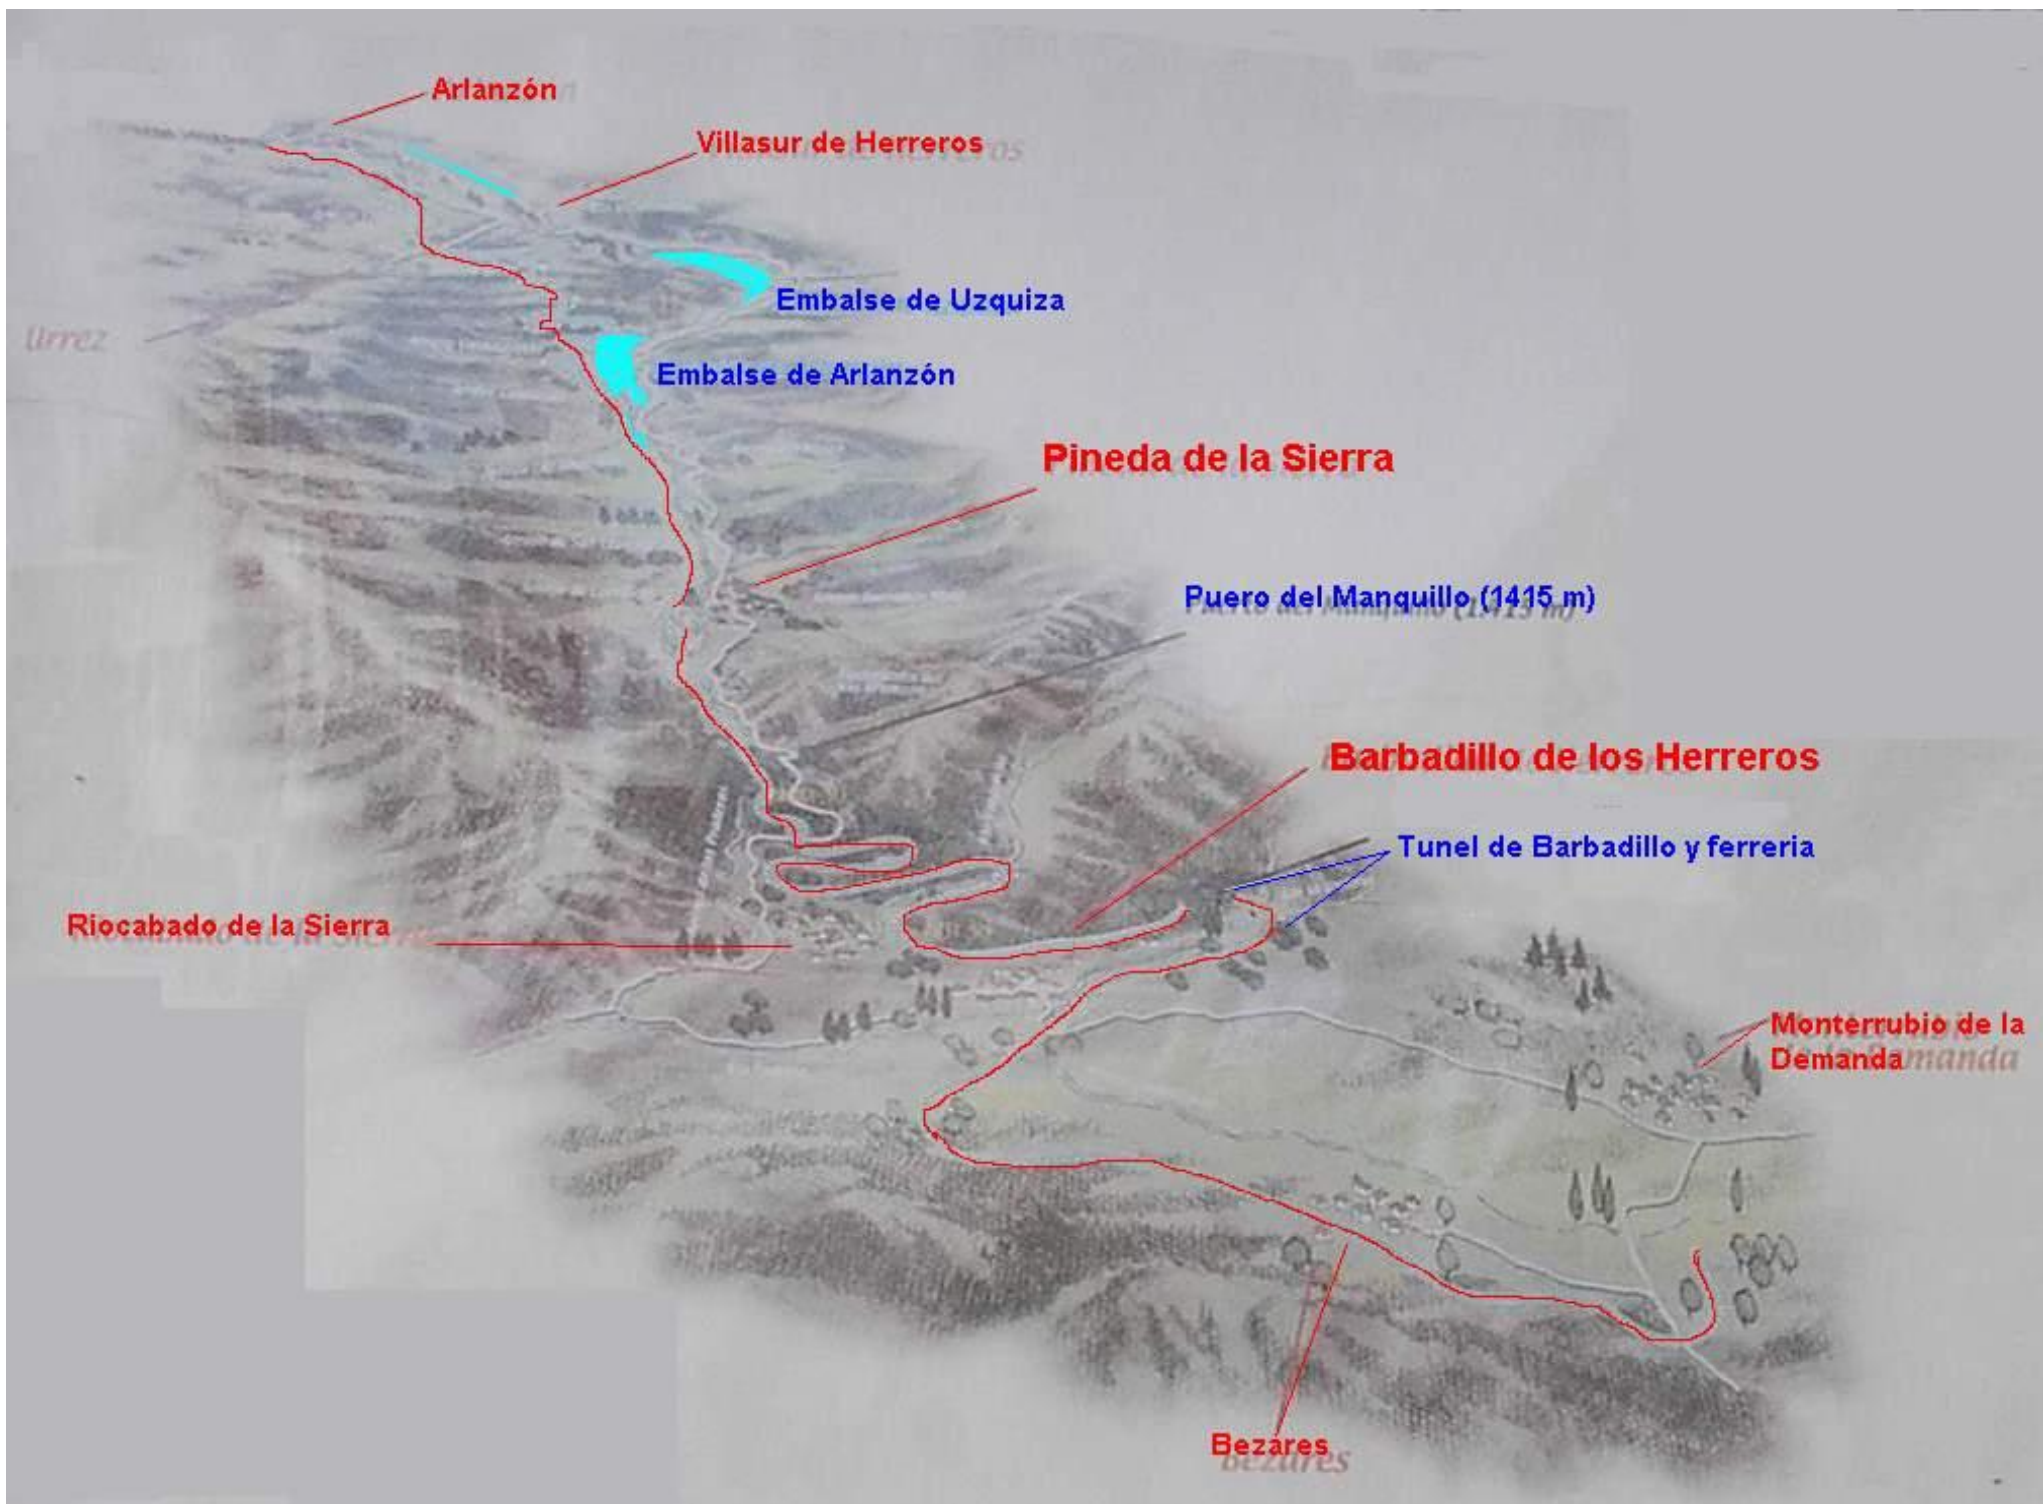 Arlanzón
Villasur de Herreros
Embalse de Uzquiza
Urrez
Embalse de Arlanzón
Pineda de la Sierra
Puero del Manquillo (1415 m)
Barbadillo de los Herreros
Tunel de Barbadillo y ferreria
Riocabado de la Sierra
Monterrubio de la
Demanda
Bezares